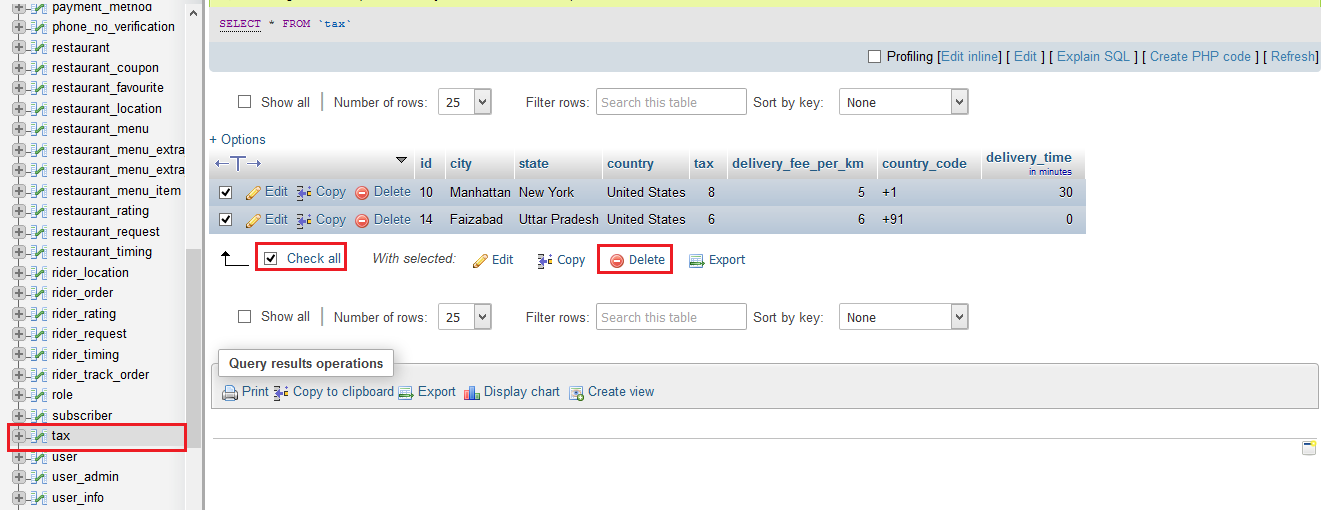 payment_method
phone_no_verification
restaurant
restaurant_coupon
restaurant_favourite
restaurant_location
restaurant_menu
restaurant_menu_extra
restaurant_menu_extra
restaurant_menu_item
restaurant_rating
restaurant_request
restaurant_timing
rider_location
rider_order
rider_rating
rider_request
rider_timing
rider_track_order
role
subscriber
tax
user
user_admin
user_info
SELECT * FROM `tax`
Profiling [Edit inline] [ Edit ] [ Explain SQL ] [ Create PHP code ] [ Refresh]
Show all | Number of rows: 25 Filter rows: Search this table Sort by key: None
+ Options
←T→ id city state country tax delivery_fee_per_km country_code delivery_time
in minutes
Edit Copy Delete 10 Manhattan New York United States 8 5 +1 30
Edit Copy Delete 14 Faizabad Uttar Pradesh United States 6 6 +91 0
Check all With selected: Edit Copy Delete Export
Show all | Number of rows: 25 Filter rows: Search this table Sort by key: None
Query results operations
Print Copy to clipboard Export Display chart Create view